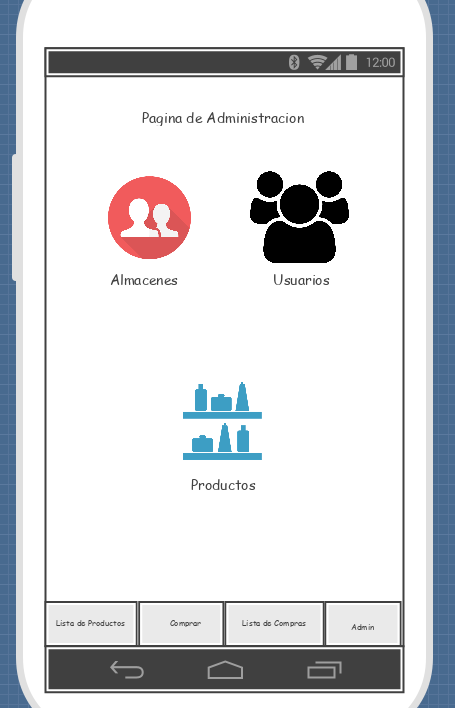 12:00
Pagina de Administracion
Almacenes
Usuarios
Productos
Lista de Productos
Comprar
Lista de Compras
Admin